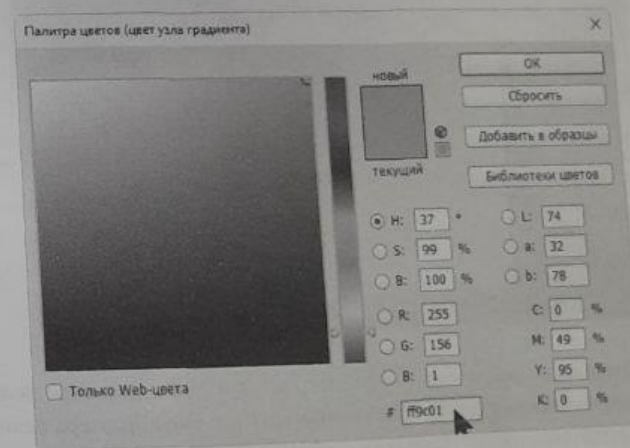 Палитра цветов (цвет узла градиента)
новый
текущий
ОК
Сбросить
Добавить в образцы
Библиотеки цветов
H: 37 °
S: 99 %
B: 100 %
R: 255
G: 156
B: 1
# ff9c01
L: 74
a: 32
b: 78
C: 0 %
M: 49 %
Y: 95 %
K: 0 %
Только Web-цвета